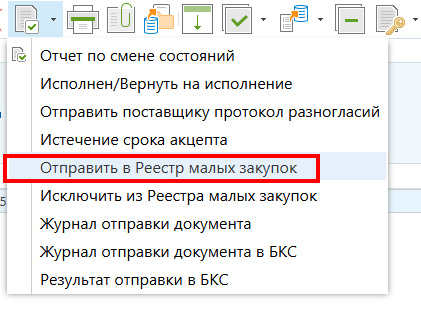 Отчет по смене состояний
Исполнен/Вернуть на исполнение
Отправить поставщику протокол разногласий
Истечение срока акцепта
Отправить в Реестр малых закупок
Исключить из Реестра малых закупок
Журнал отправки документа
Журнал отправки документа в БКС
Результат отправки в БКС